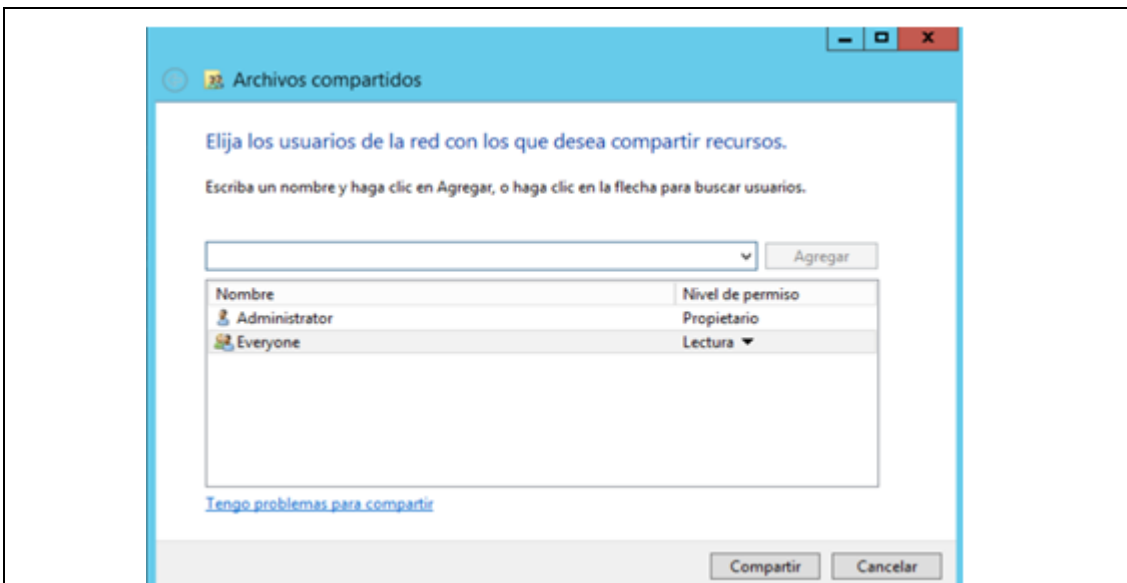 Archivos compartidos
Elija los usuarios de la red con los que desea compartir recursos.
Escriba un nombre y haga clic en Agregar, o haga clic en la flecha para buscar usuarios.
Agregar
Nombre Nivel de permiso
Administrator Propietario
Everyone Lectura
Tengo problemas para compartir
Compartir Cancelar